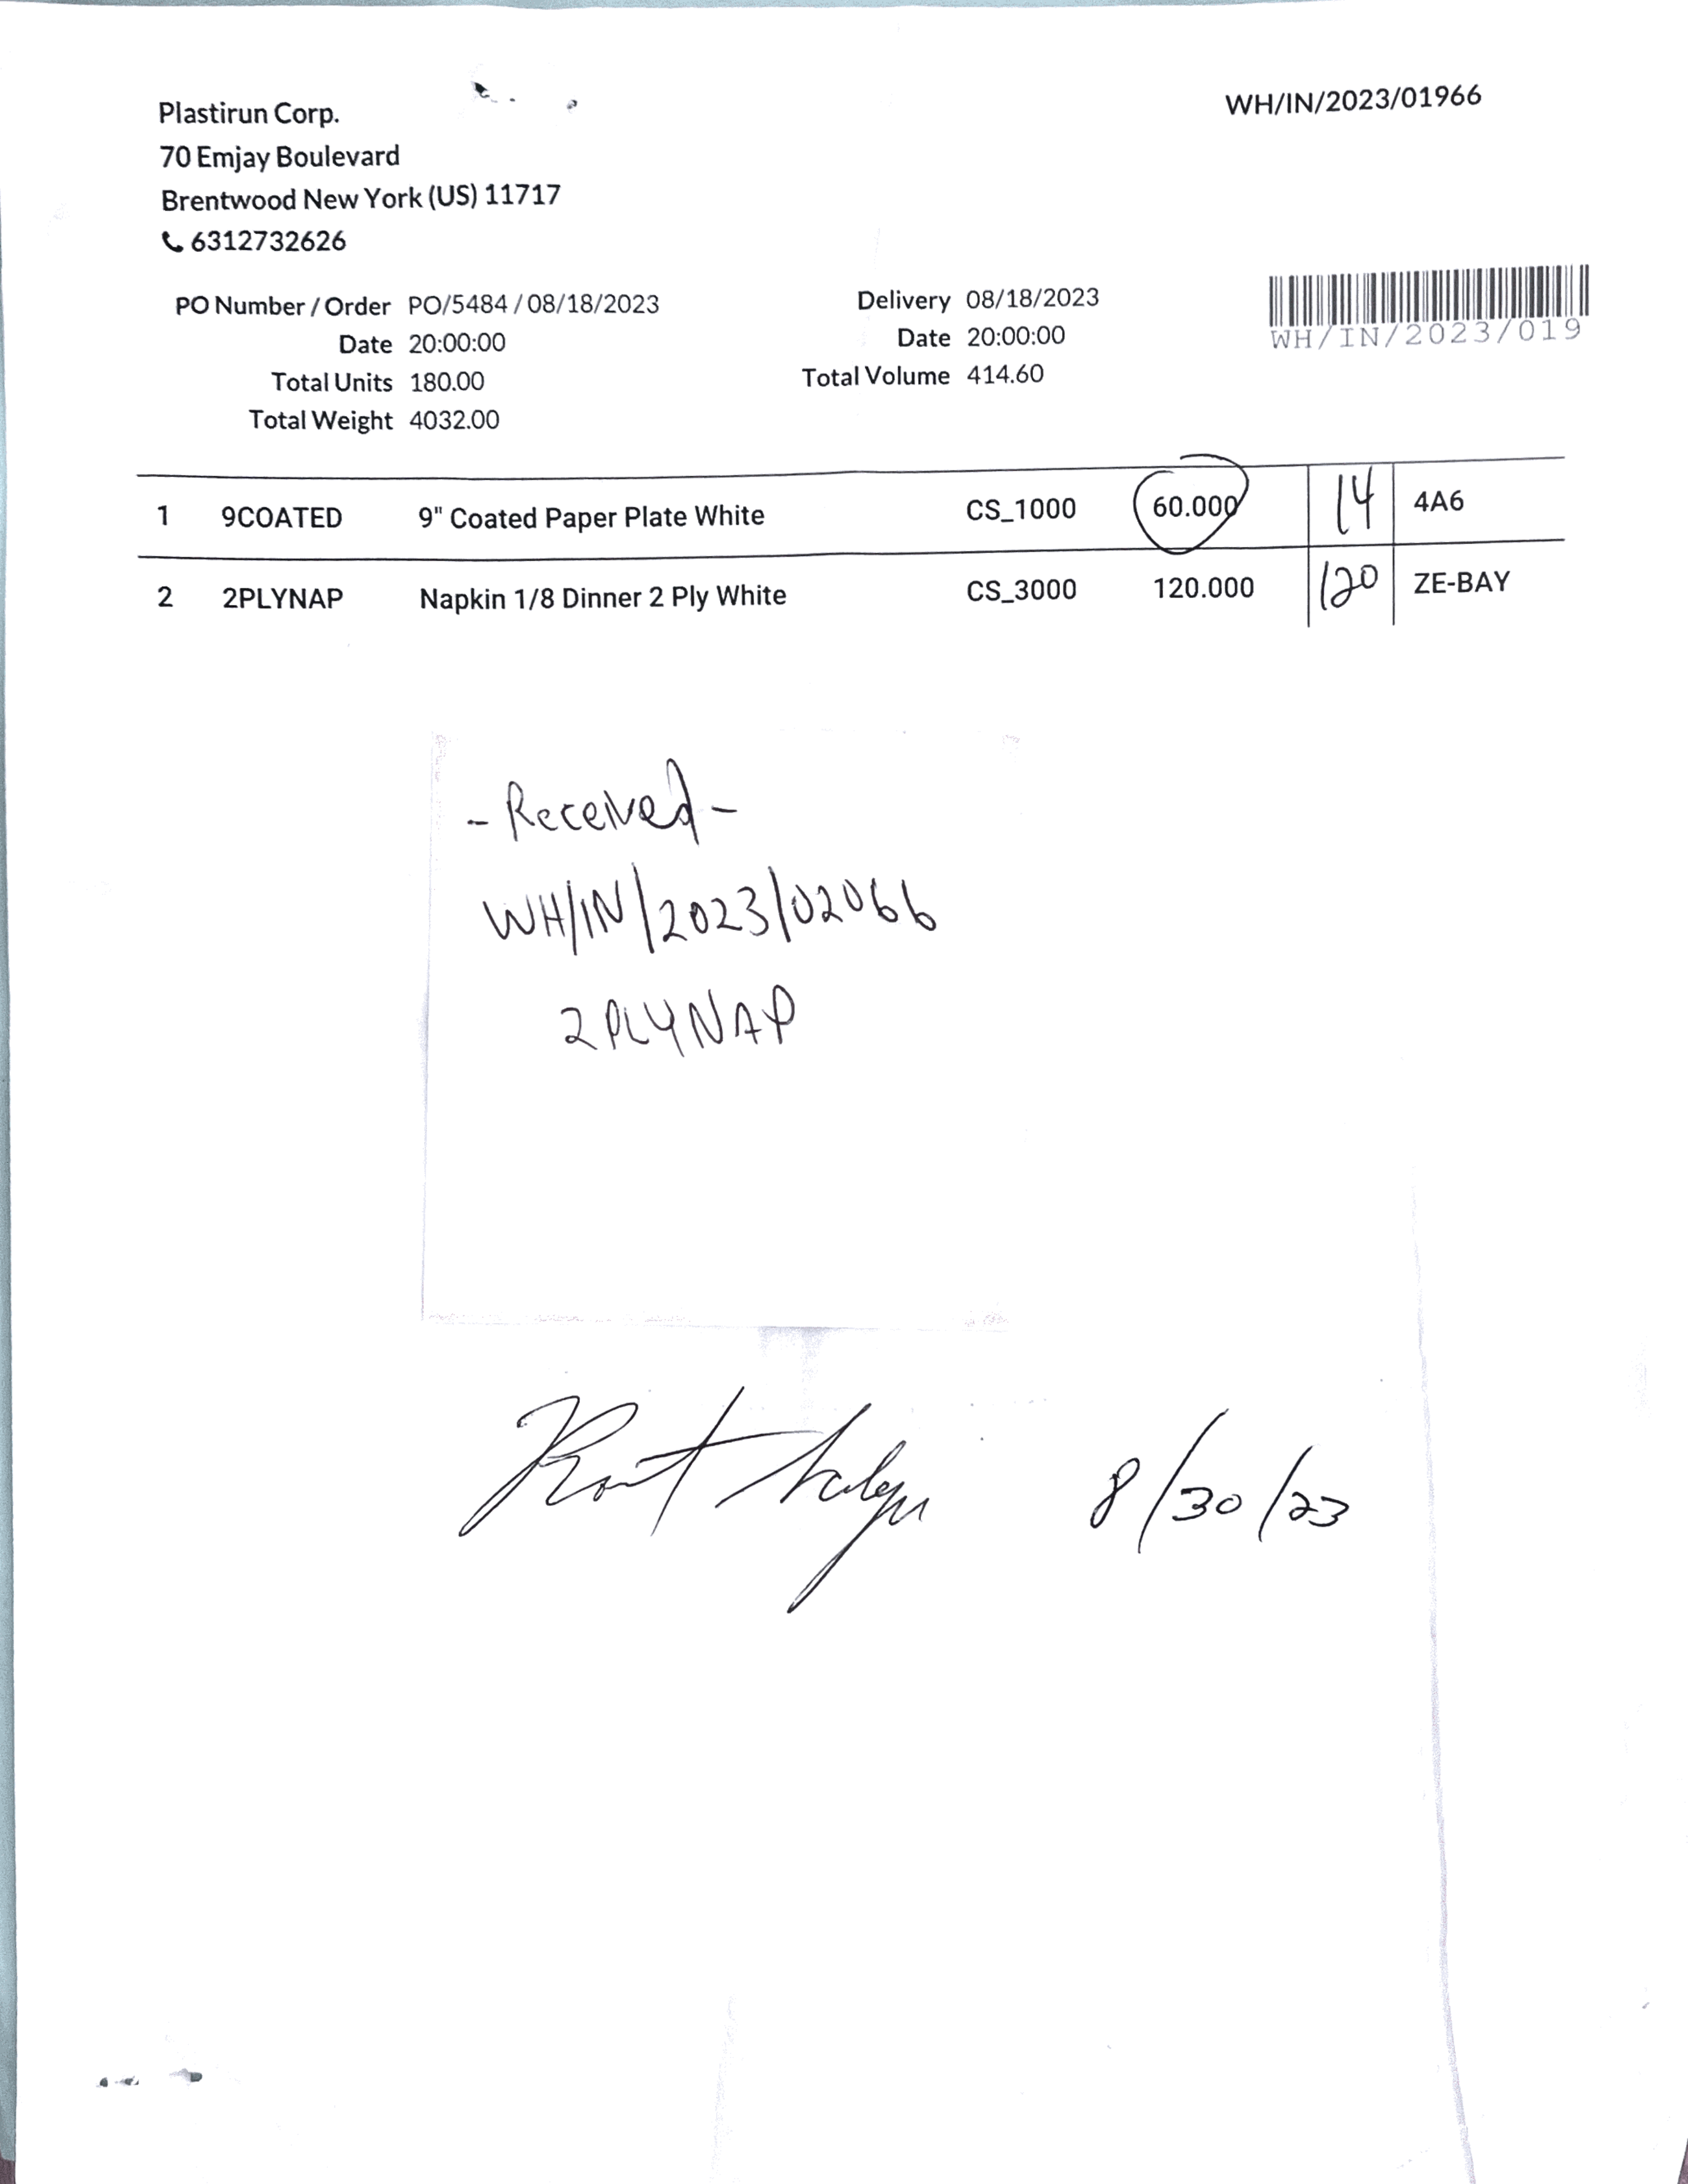 Plastirun Corp.
WH/IN/2023/01966
70 Emjay Boulevard
Brentwood New York (US) 11717
6312732626
PO Number / Order PO/5484 / 08/18/2023
Date 20:00:00
Total Units 180.00
Total Weight 4032.00
Delivery 08/18/2023
Date 20:00:00
Total Volume 414.60
WH/IN/2023/019
1 9COATED 9" Coated Paper Plate White CS_1000 60.000 14 4A6
2 2PLYNAP Napkin 1/8 Dinner 2 Ply White CS_3000 120.000 120 ZE-BAY
- Received -
WH/IN/2023/02066
2PLYNAP
8/30/23